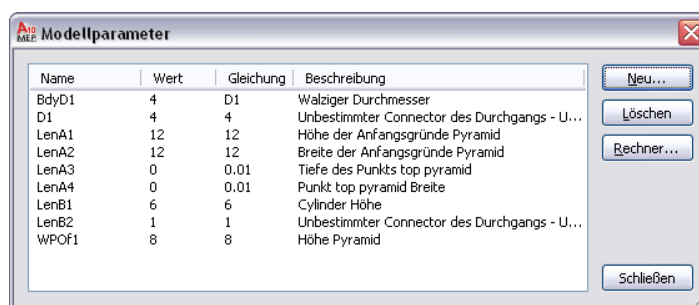 A10 MEP Modellparameter
Name Wert Gleichung Beschreibung
BdyD1 4 D1 Walziger Durchmesser
D1 4 4 Unbestimmter Connector des Durchgangs - U...
LenA1 12 12 Höhe der Anfangsgründe Pyramid
LenA2 12 12 Breite der Anfangsgründe Pyramid
LenA3 0 0.01 Tiefe des Punkts top pyramid
LenA4 0 0.01 Punkt top pyramid Breite
LenB1 6 6 Cylinder Höhe
LenB2 1 1 Unbestimmter Connector des Durchgangs - U...
WPOf1 8 8 Höhe Pyramid
Neu...
Löschen
Rechner...
Schließen